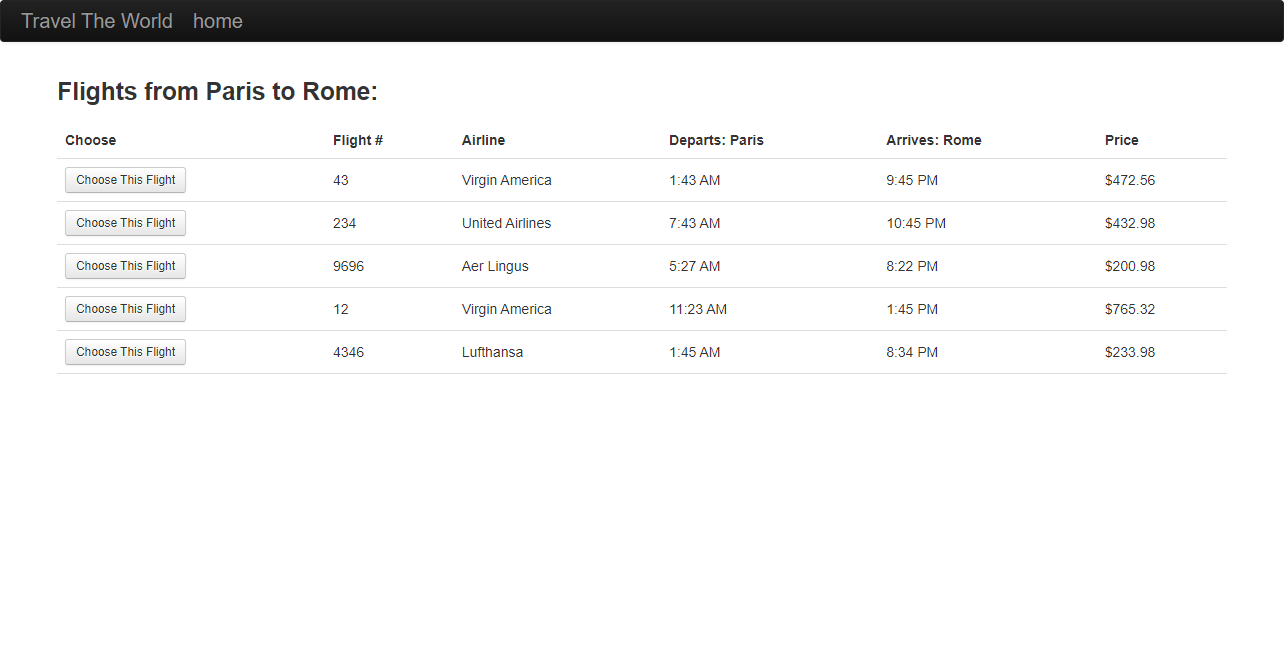 Travel The World home
Flights from Paris to Rome:
Choose Flight # Airline Departs: Paris Arrives: Rome Price
Choose This Flight 43 Virgin America 1:43 AM 9:45 PM $472.56
Choose This Flight 234 United Airlines 7:43 AM 10:45 PM $432.98
Choose This Flight 9696 Aer Lingus 5:27 AM 8:22 PM $200.98
Choose This Flight 12 Virgin America 11:23 AM 1:45 PM $765.32
Choose This Flight 4346 Lufthansa 1:45 AM 8:34 PM $233.98